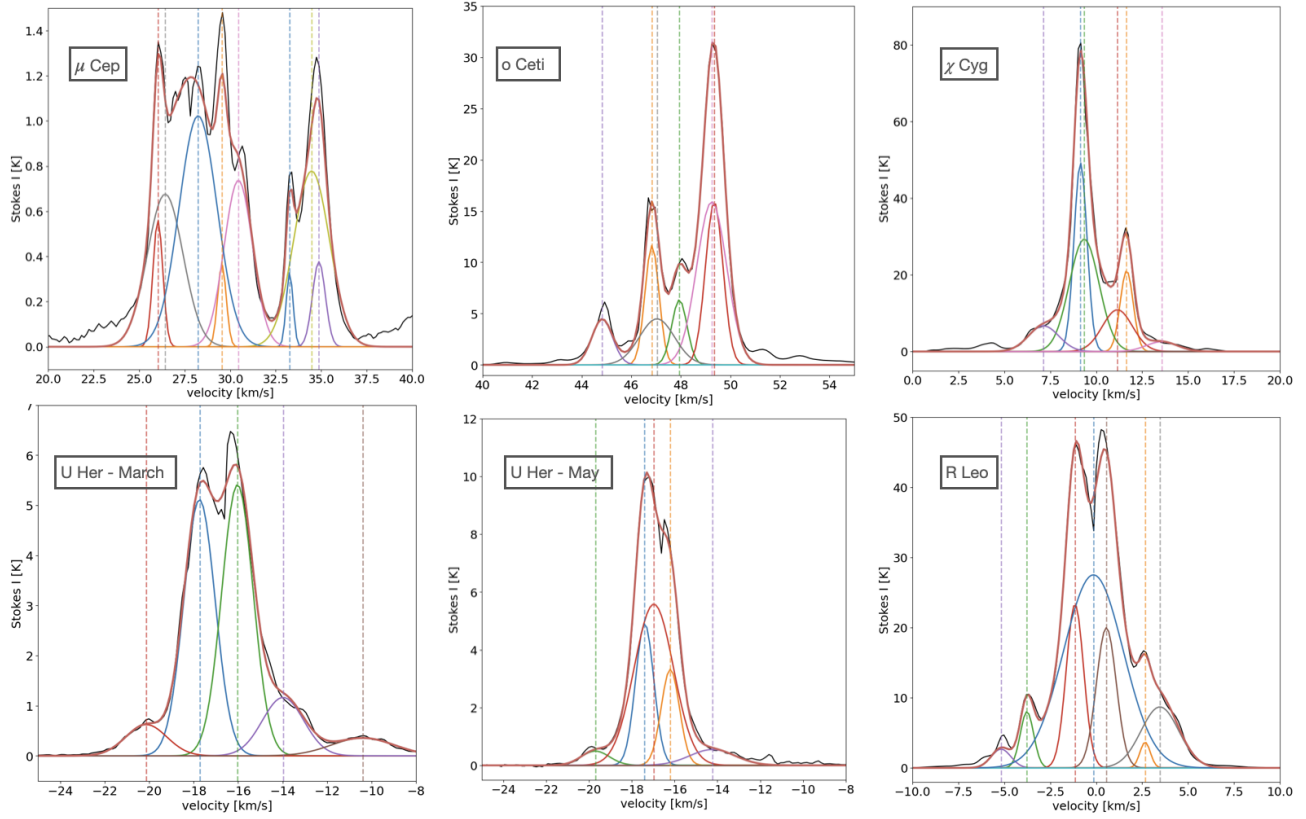 μ Cep
Stokes I [K]
1.4
1.2
1.0
0.8
0.6
0.4
0.2
0.0
20.0 22.5 25.0 27.5 30.0 32.5 35.0 37.5 40.0
velocity [km/s]
o Ceti
Stokes I [K]
35
30
25
20
15
10
5
0
40 42 44 46 48 50 52 54
velocity [km/s]
χ Cyg
Stokes I [K]
80
60
40
20
0
0.0 2.5 5.0 7.5 10.0 12.5 15.0 17.5 20.0
velocity [km/s]
U Her - March
Stokes I [K]
7
6
5
4
3
2
1
0
−24 −22 −20 −18 −16 −14 −12 −10 −8
velocity [km/s]
U Her - May
Stokes I [K]
12
10
8
6
4
2
0
−24 −22 −20 −18 −16 −14 −12 −10 −8
velocity [km/s]
R Leo
Stokes I [K]
50
40
30
20
10
0
−10.0 −7.5 −5.0 −2.5 0.0 2.5 5.0 7.5 10.0
velocity [km/s]